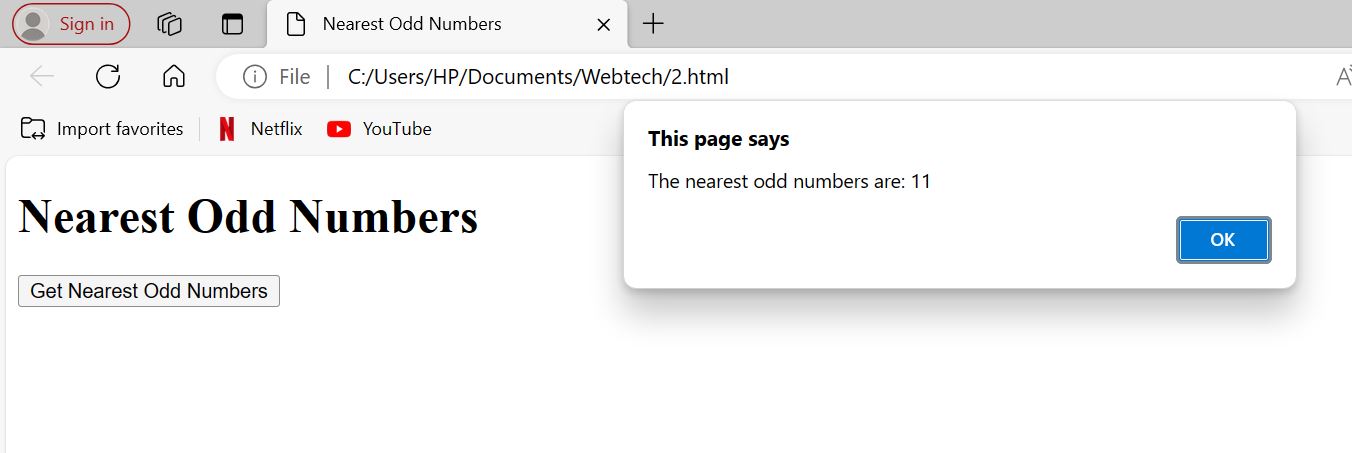 Sign in
Nearest Odd Numbers
File | C:/Users/HP/Documents/Webtech/2.html
Import favorites
Netflix
YouTube
This page says
The nearest odd numbers are: 11
OK
Nearest Odd Numbers
Get Nearest Odd Numbers